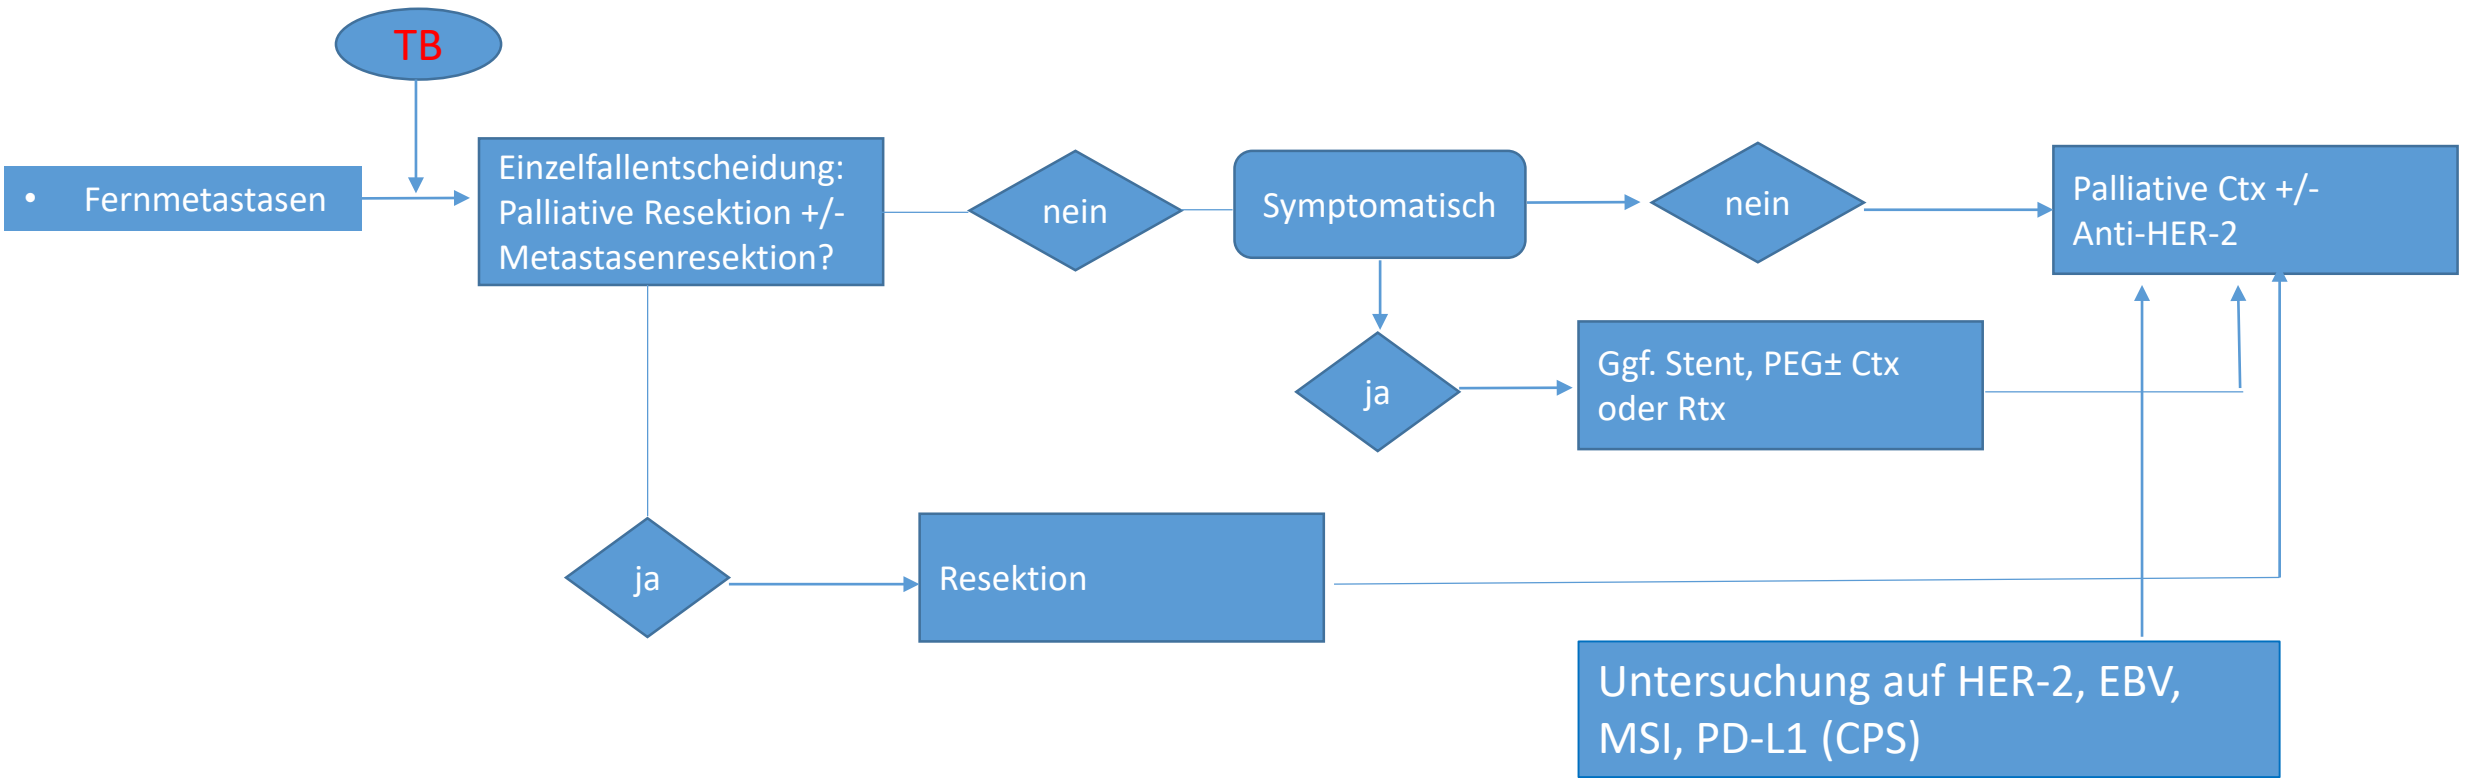 TB
• Fernmetastasen
Einzelfallentscheidung:
Palliative Resektion +/-
Metastasenresektion?
nein
Symptomatisch
nein
Palliative Ctx +/-
Anti-HER-2
ja
Ggf. Stent, PEG± Ctx
oder Rtx
ja
Resektion
Untersuchung auf HER-2, EBV,
MSI, PD-L1 (CPS)